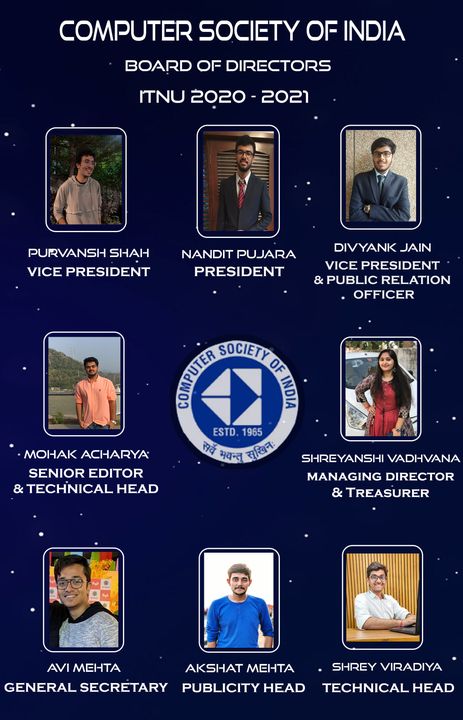 COMPUTER SOCIETY OF INDIA
BOARD OF DIRECTORS
ITNU 2020 - 2021
PURVANSH SHAH
VICE PRESIDENT
NANDIT PUJARA
PRESIDENT
DIVYANK JAIN
VICE PRESIDENT
& PUBLIC RELATION
OFFICER
MOHAK ACHARYA
SENIOR EDITOR
& TECHNICAL HEAD
COMPUTER SOCIETY OF INDIA
ESTD. 1965
सर्वे भवन्तु सुखिनः
SHREYANSHI VADHVANA
MANAGING DIRECTOR
& TREASURER
AVI MEHTA
GENERAL SECRETARY
AKSHAT MEHTA
PUBLICITY HEAD
SHREY VIRADIYA
TECHNICAL HEAD